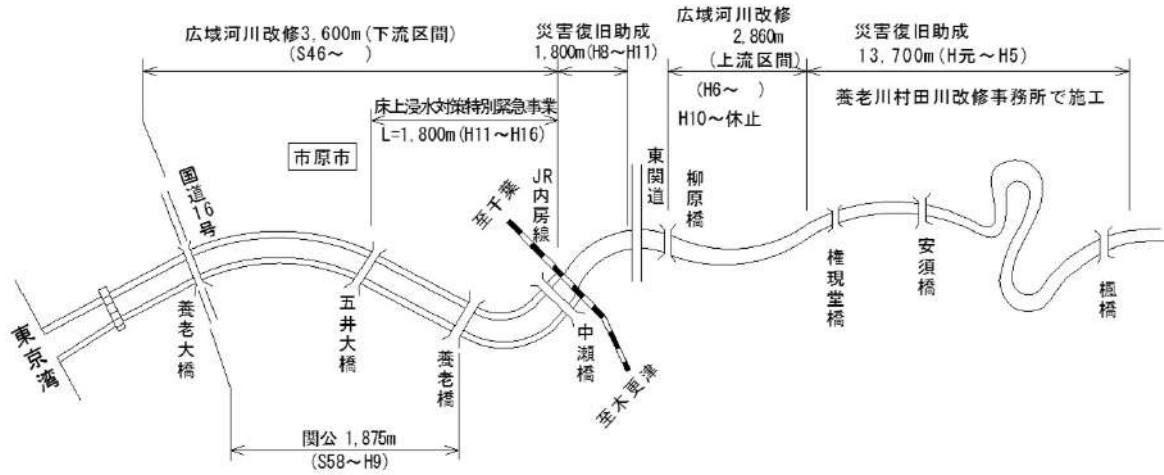 広域河川改修3,600m(下流区間)
(S46～　　)
災害復旧助成
1,800m(H8～H11)
広域河川改修
2,860m
(上流区間)
(H6～　　)
H10～休止
災害復旧助成
13,700m(H元～H5)
養老川村田川改修事務所で施工
床上浸水対策特別緊急事業
L=1,800m(H11～H16)
市原市
国道16号
至千葉
JR内房線
東関道
柳原橋
東京湾
養老大橋
五井大橋
養老橋
中瀬橋
至木更津
権現堂橋
安須橋
楓橋
関公 1,875m
(S58～H9)